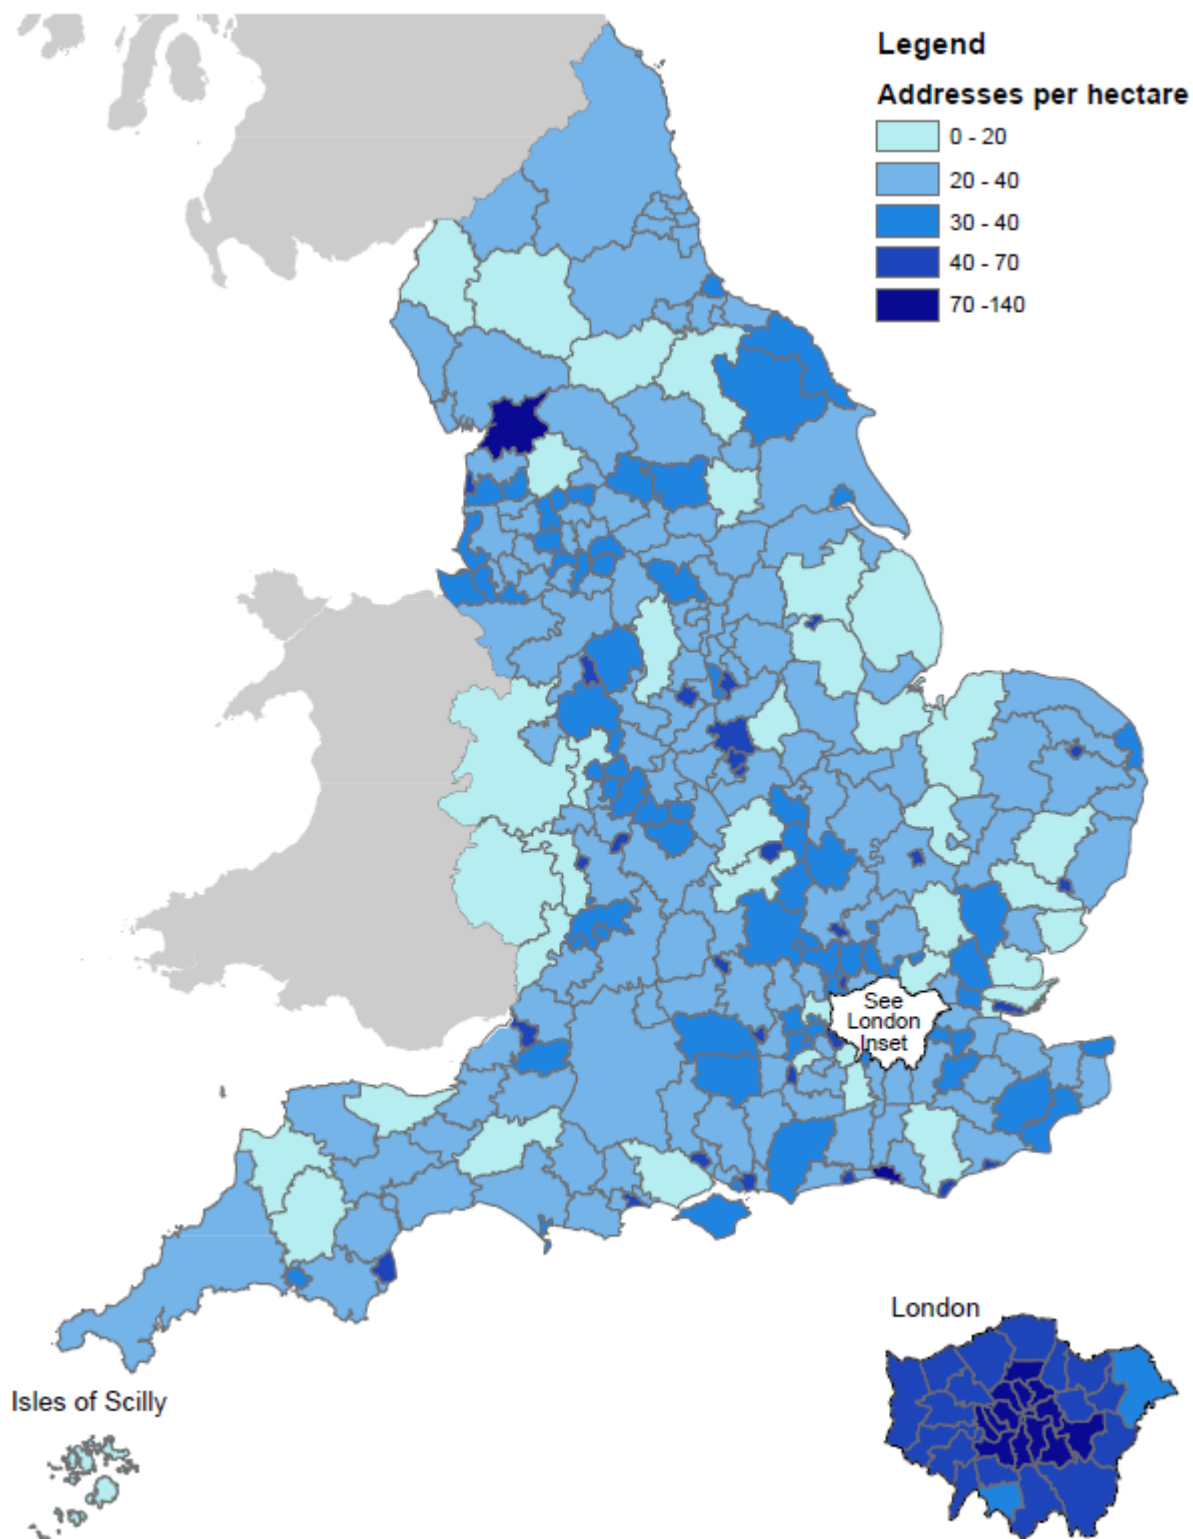 Legend
Addresses per hectare
0 - 20
20 - 40
30 - 40
40 - 70
70 -140
See
London
Inset
London
Isles of Scilly